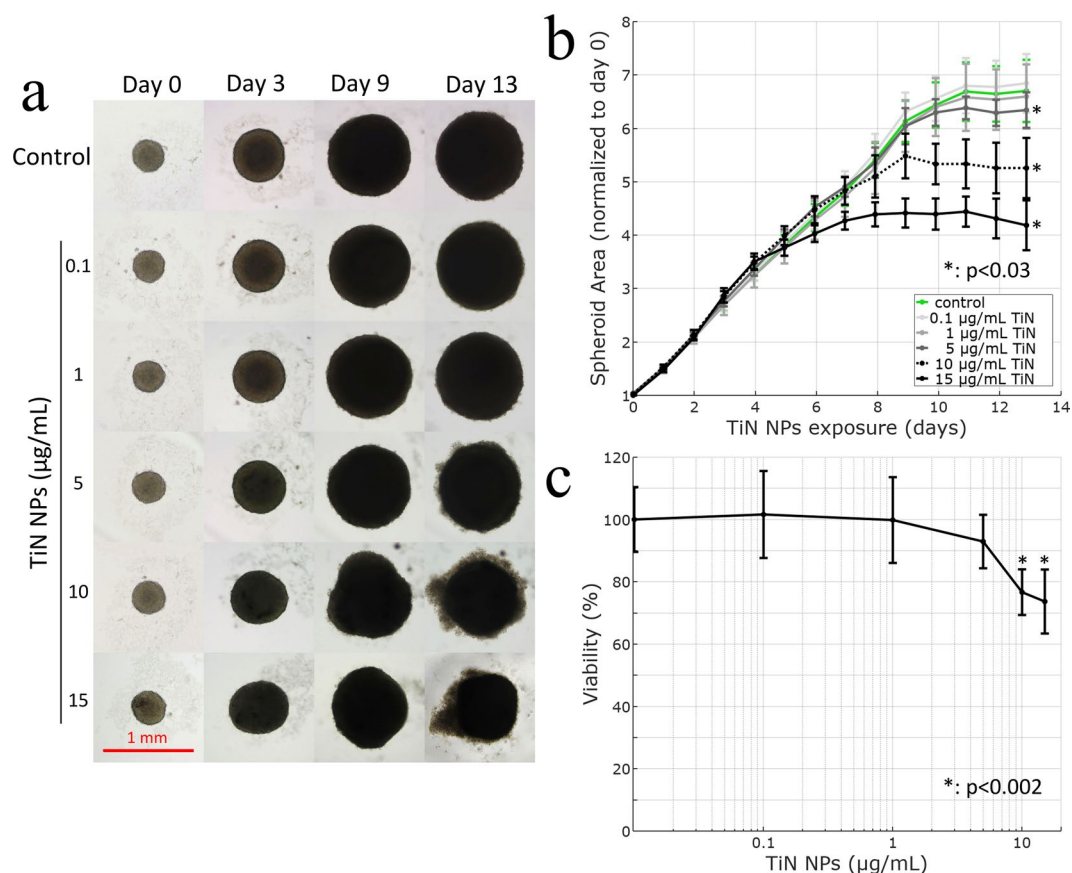 a
Day 0 Day 3 Day 9 Day 13
Control
0.1
1
5
10
15
TiN NPs (µg/mL)
1 mm
b
Spheroid Area (normalized to day 0)
8
7
6
5
4
3
2
1
0 2 4 6 8 10 12 14
TiN NPs exposure (days)
*
*
*
*: p<0.03
control
0.1 µg/mL TiN
1 µg/mL TiN
5 µg/mL TiN
10 µg/mL TiN
15 µg/mL TiN
c
Viability (%)
120
100
80
60
40
20
0
* *
*: p<0.002
0.1 1 10
TiN NPs (µg/mL)